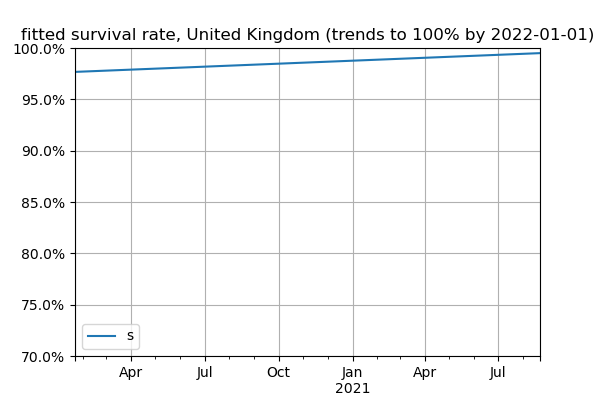 fitted survival rate, United Kingdom (trends to 100% by 2022-01-01)
100.0%
95.0%
90.0%
85.0%
80.0%
75.0%
70.0%
s
Apr Jul Oct Jan Apr Jul
2021